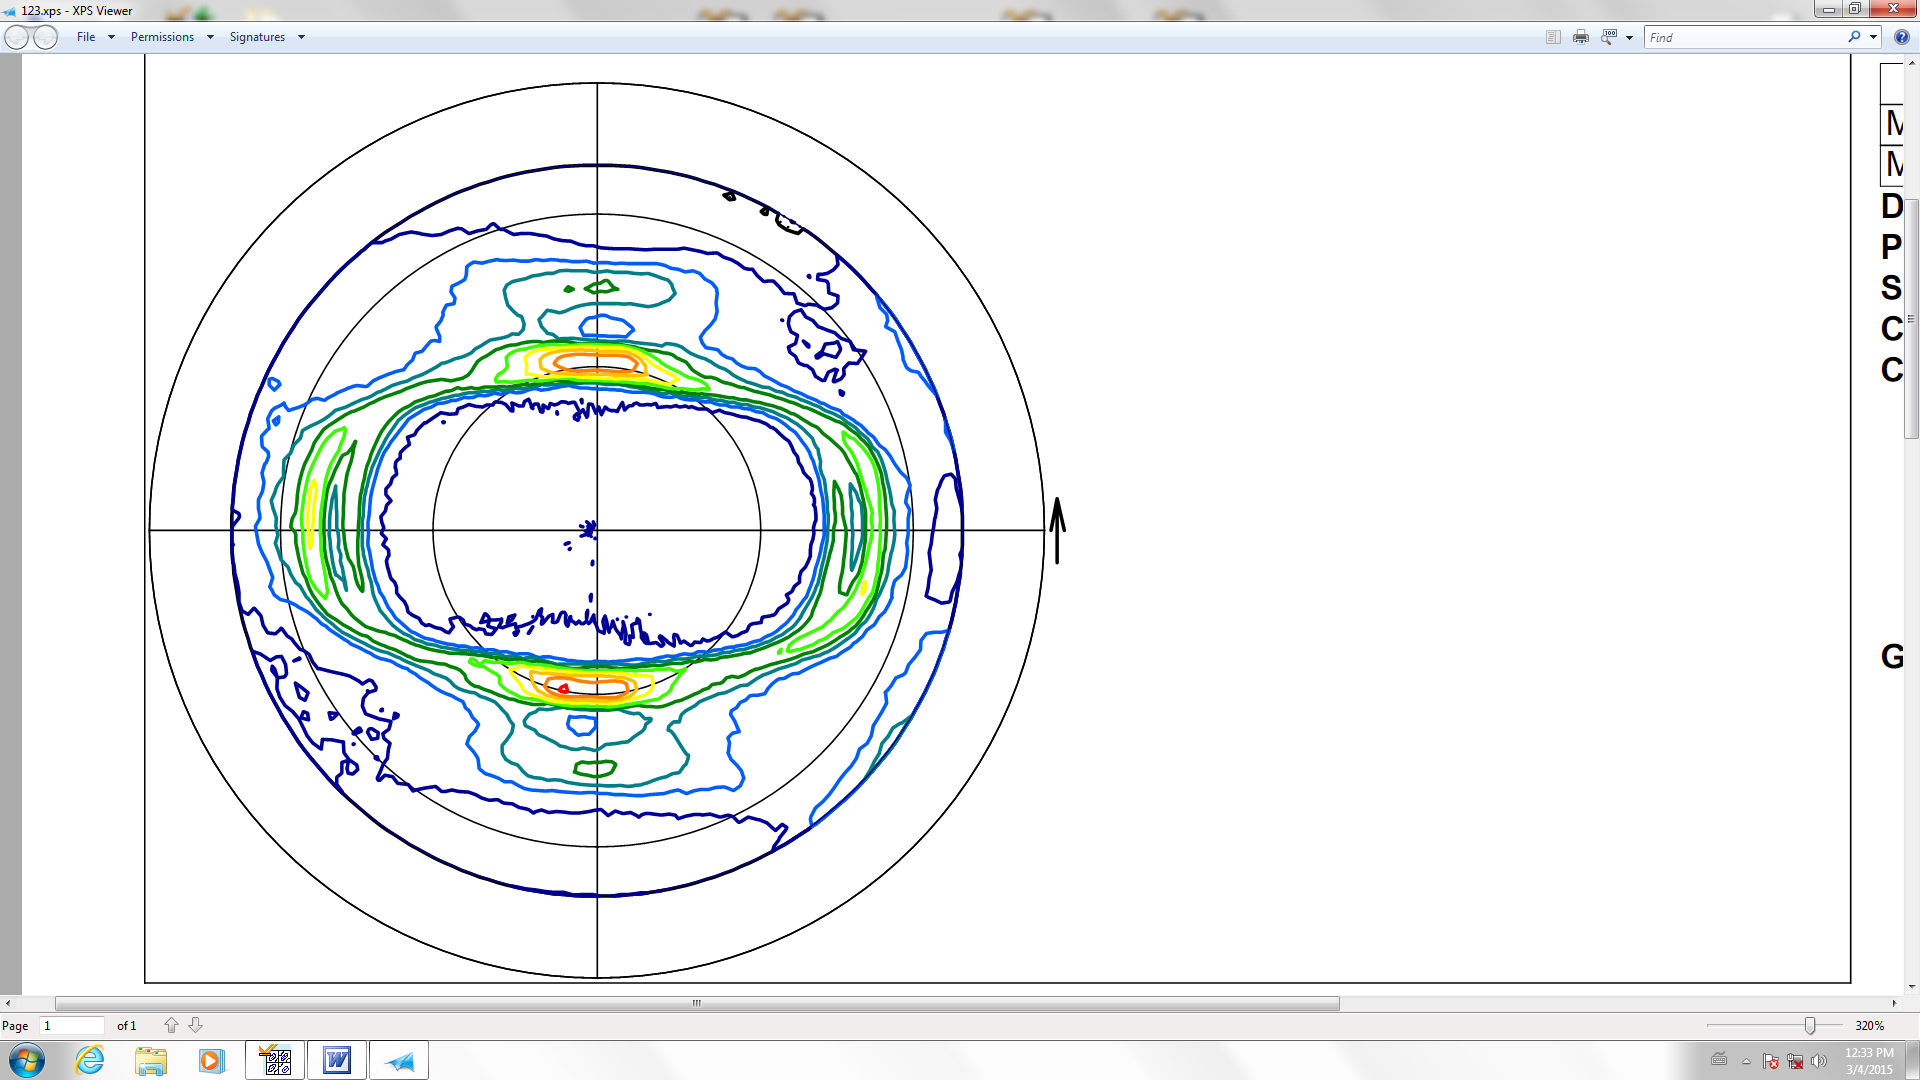 123.xps - XPS Viewer
File Permissions Signatures
Find
M
M
D
P
S
C
C
G
Page 1 of 1
320%
12:33 PM
3/4/2015